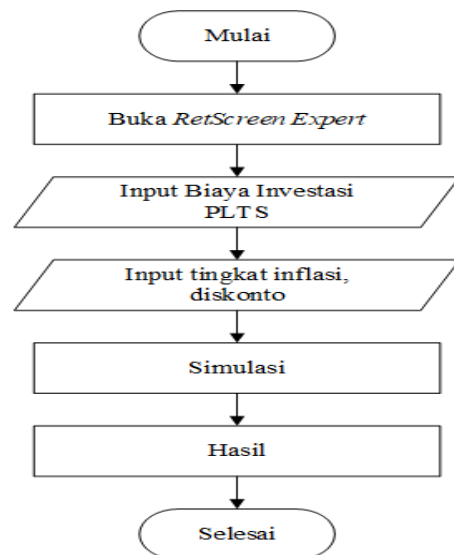 Mulai
Buka RetScreen Expert
Input Biaya Investasi
PLTS
Input tingkat inflasi,
diskonto
Simulasi
Hasil
Selesai